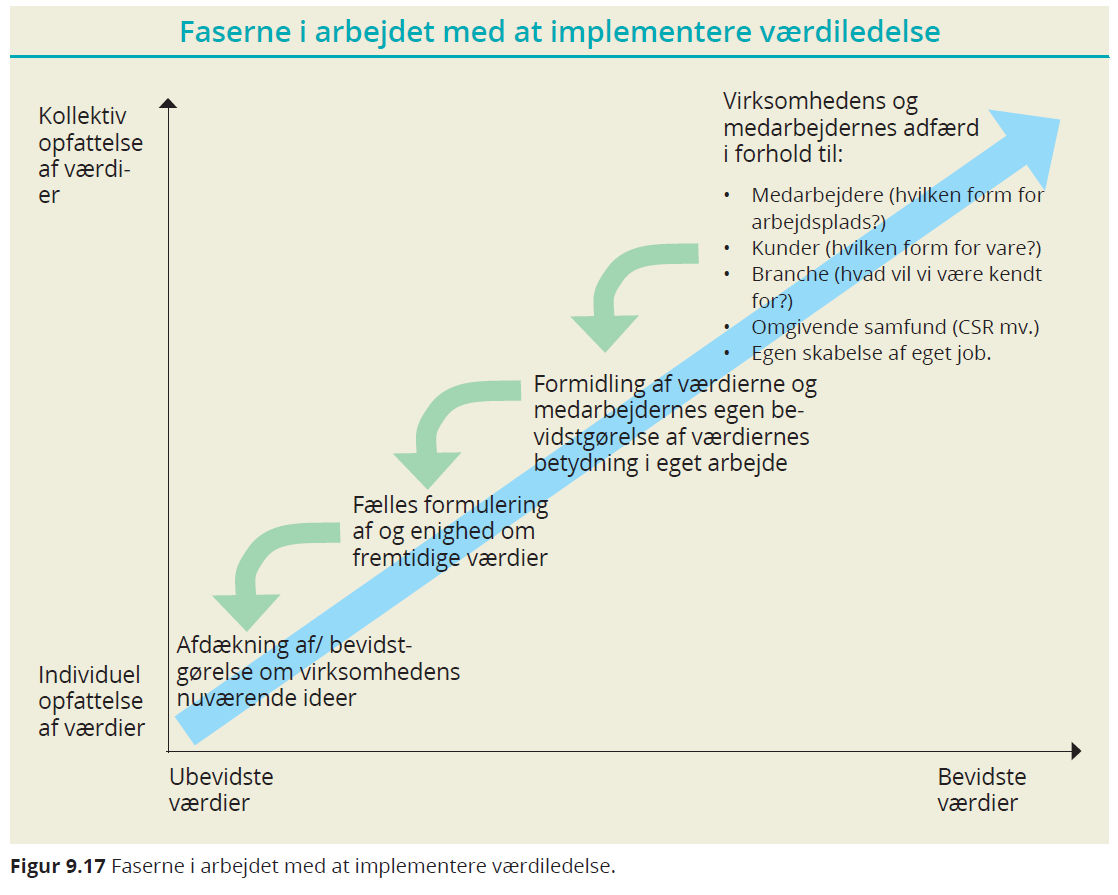 Faserne i arbejdet med at implementere værdiledelse
Kollektiv
opfattelse
af værdi-
er
Virksomhedens og
medarbejdernes adfærd
i forhold til:
• Medarbejdere (hvilken form for
arbejdsplads?)
• Kunder (hvilken form for vare?)
• Branche (hvad vil vi være kendt
for?)
• Omgivende samfund (CSR mv.)
• Egen skabelse af eget job.
Formidling af værdierne og
medarbejdernes egen be-
vidstgørelse af værdiernes
betydning i eget arbejde
Fælles formulering
af og enighed om
fremtidige værdier
Afdækning af/ bevidst-
gørelse om virksomhedens
nuværende ideer
Individuel
opfattelse
af værdier
Ubevidste
værdier
Bevidste
værdier
Figur 9.17 Faserne i arbejdet med at implementere værdiledelse.